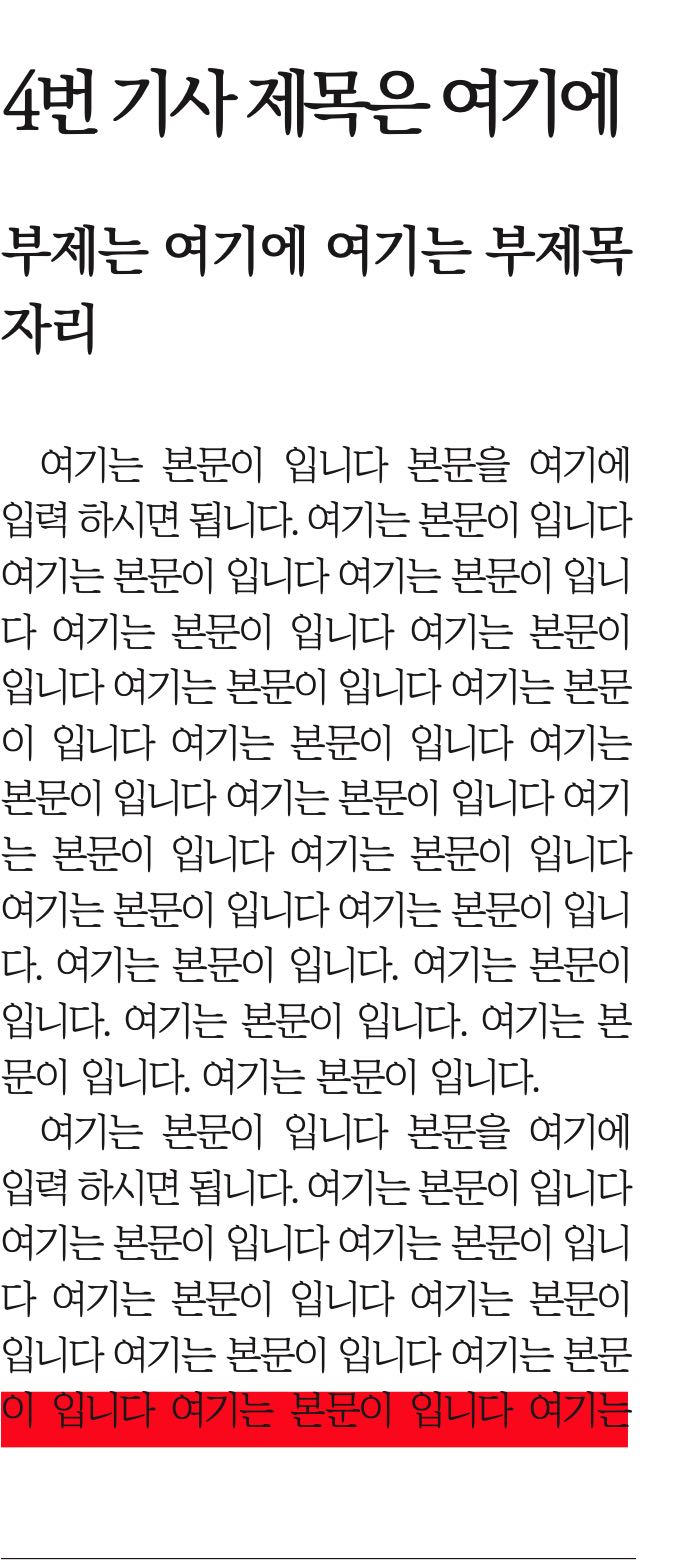 4번 기사 제목은 여기에
부제는 여기에 여기는 부제목
자리
여기는 본문이 입니다 본문을 여기에
입력 하시면 됩니다. 여기는 본문이 입니다
여기는 본문이 입니다 여기는 본문이 입니
다 여기는 본문이 입니다 여기는 본문이
입니다 여기는 본문이 입니다 여기는 본문
이 입니다 여기는 본문이 입니다 여기는
본문이 입니다 여기는 본문이 입니다 여기
는 본문이 입니다 여기는 본문이 입니다
여기는 본문이 입니다 여기는 본문이 입니
다. 여기는 본문이 입니다. 여기는 본문이
입니다. 여기는 본문이 입니다. 여기는 본
문이 입니다. 여기는 본문이 입니다.
여기는 본문이 입니다 본문을 여기에
입력 하시면 됩니다. 여기는 본문이 입니다
여기는 본문이 입니다 여기는 본문이 입니
다 여기는 본문이 입니다 여기는 본문이
입니다 여기는 본문이 입니다 여기는 본문
이 입니다 여기는 본문이 입니다 여기는